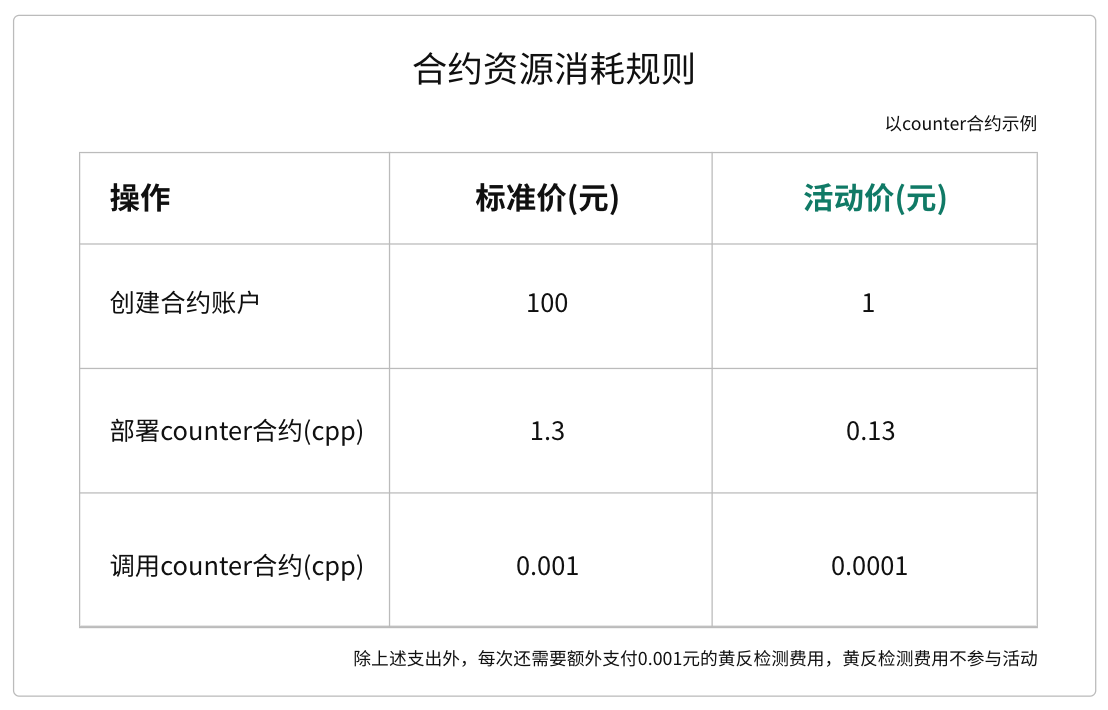 合约资源消耗规则
以counter合约示例
操作 标准价(元) 活动价(元)
创建合约账户 100 1
部署counter合约(cpp) 1.3 0.13
调用counter合约(cpp) 0.001 0.0001
除上述支出外，每次还需要额外支付0.001元的黄反检测费用，黄反检测费用不参与活动